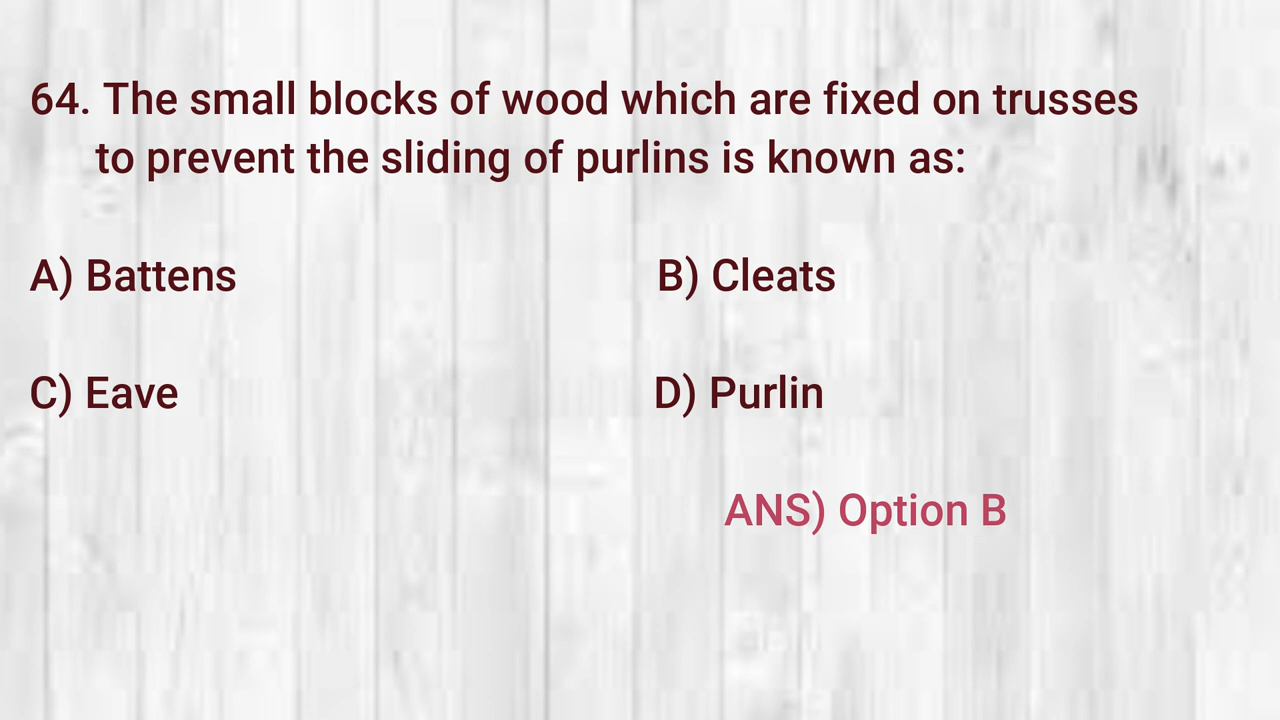 64. The small blocks of wood which are fixed on trusses
to prevent the sliding of purlins is known as:
A) Battens B) Cleats
C) Eave D) Purlin
ANS) Option B